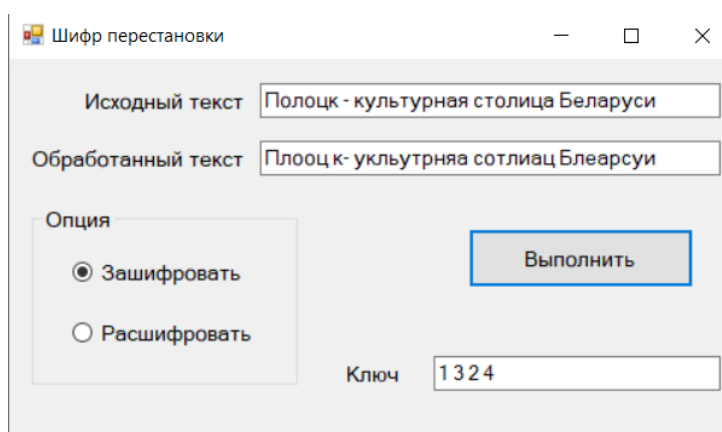 Шифр перестановки
Исходный текст Полоцк - культурная столица Беларуси
Обработанный текст Плооц к- укльутрняа сотлиац Блеарсуи
Опция
Зашифровать
Выполнить
Расшифровать
Ключ 1 3 2 4